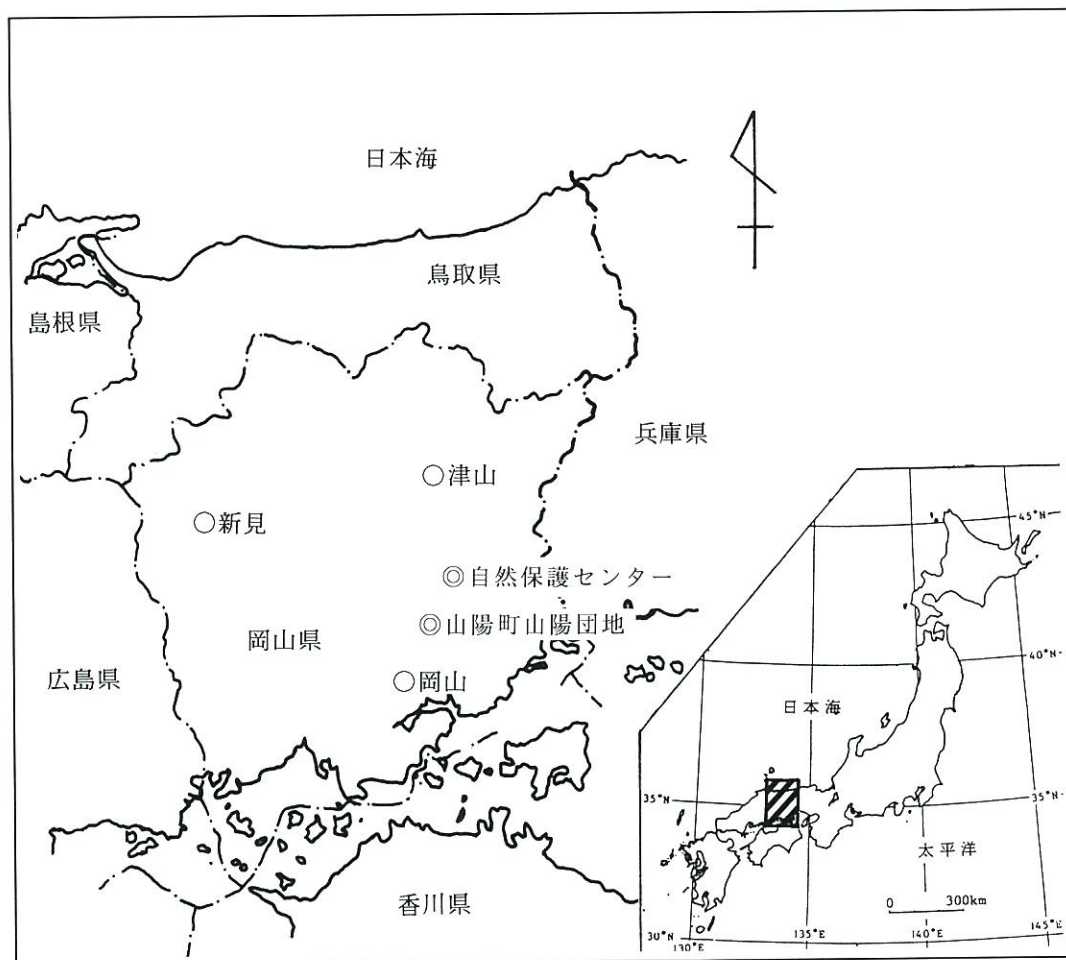 日本海
鳥取県
島根県
兵庫県
○津山
○新見
◎自然保護センター
◎山陽町山陽団地
岡山県
広島県
○岡山
香川県
45°N
40°N
日本海
35°N
35°N
太平洋
0 300km
30°N
130°E
135°E
140°E
145°E